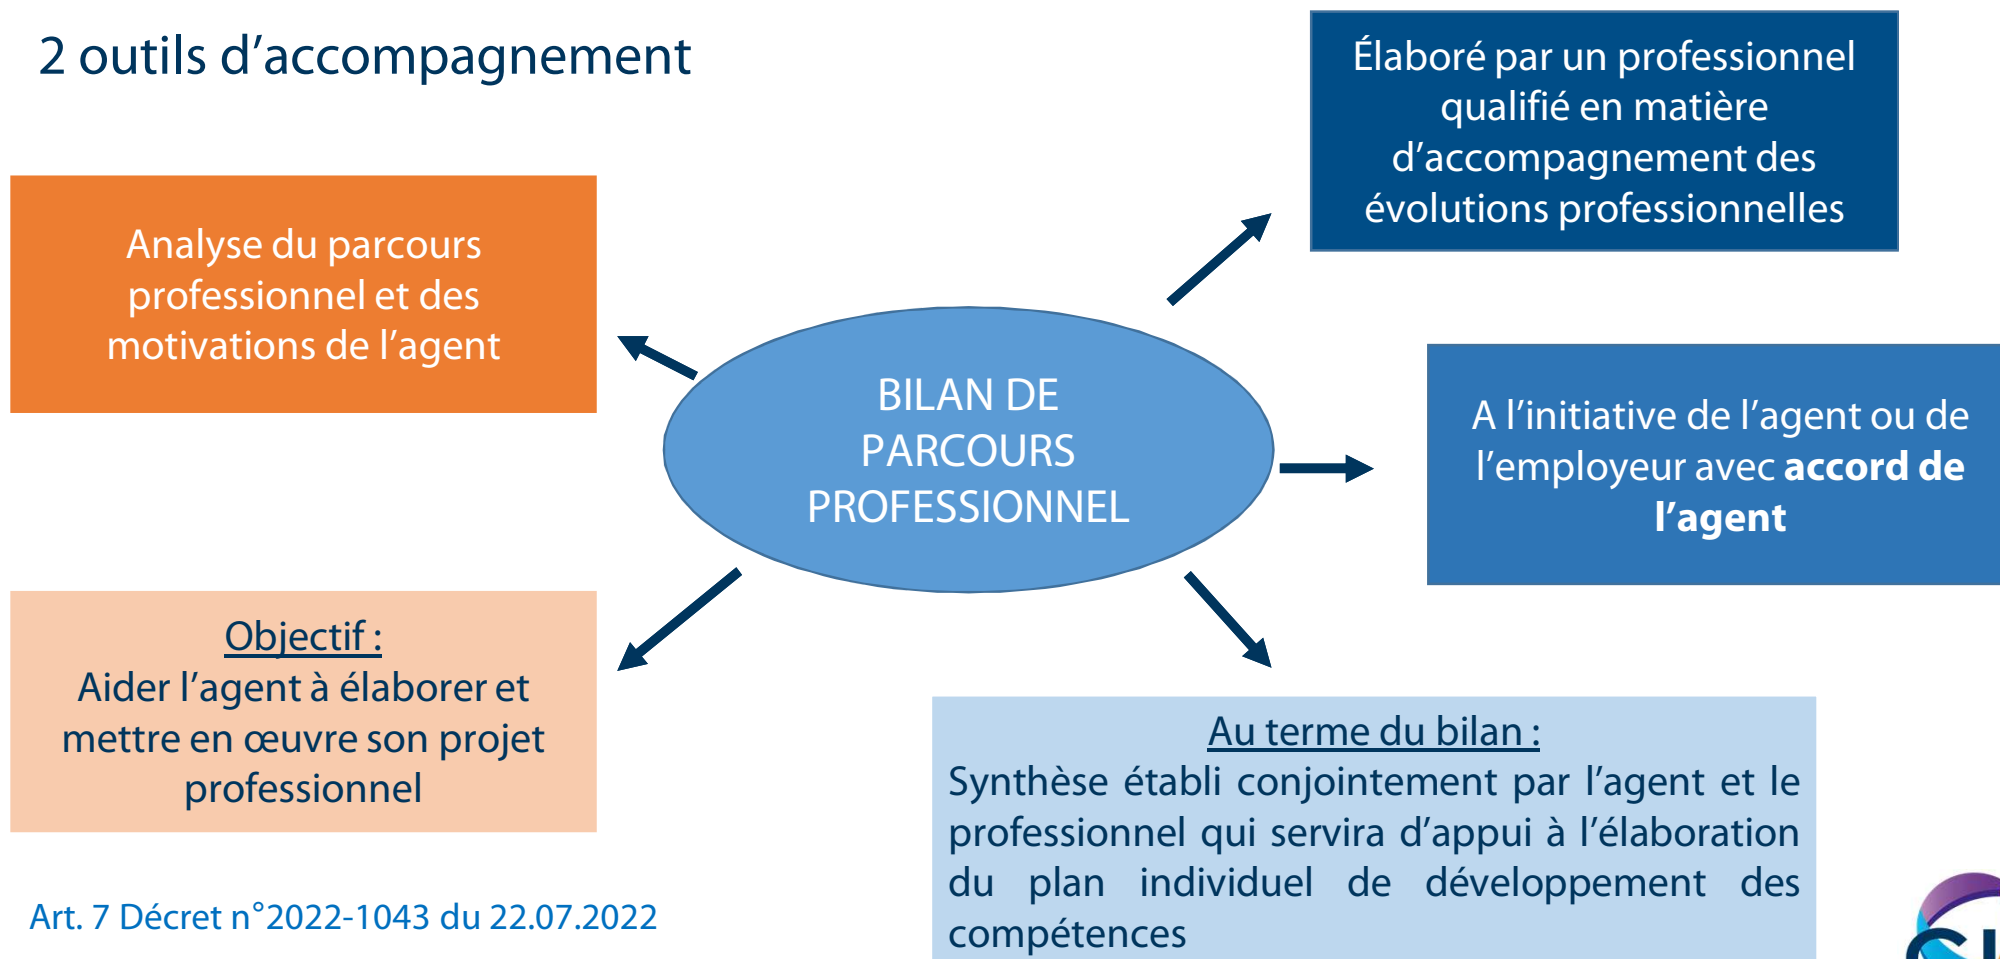 2 outils d’accompagnement
Élaboré par un professionnel
qualifié en matière
d’accompagnement des
évolutions professionnelles
Analyse du parcours
professionnel et des
motivations de l’agent
BILAN DE
PARCOURS
PROFESSIONNEL
A l’initiative de l’agent ou de
l’employeur avec accord de
l’agent
Objectif :
Aider l’agent à élaborer et
mettre en œuvre son projet
professionnel
Au terme du bilan :
Synthèse établi conjointement par l’agent et le
professionnel qui servira d’appui à l’élaboration
du plan individuel de développement des
compétences
Art. 7 Décret n°2022-1043 du 22.07.2022